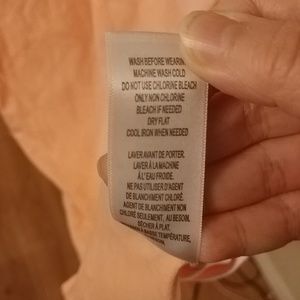 WASH BEFORE WEARING
MACHINE WASH COLD
DO NOT USE CHLORINE BLEACH
ONLY NON CHLORINE
BLEACH IF NEEDED
DRY FLAT
COOL IRON WHEN NEEDED
LAVER AVANT DE PORTER.
LAVER À LA MACHINE
À L'EAU FROIDE.
NE PAS UTILISER D'AGENT
DE BLANCHIMENT CHLORÉ.
AGENT DE BLANCHIMENT NON
CHLORÉ SEULEMENT, AU BESOIN.
SÉCHER À PLAT.
BASSE TEMPÉRATURE,